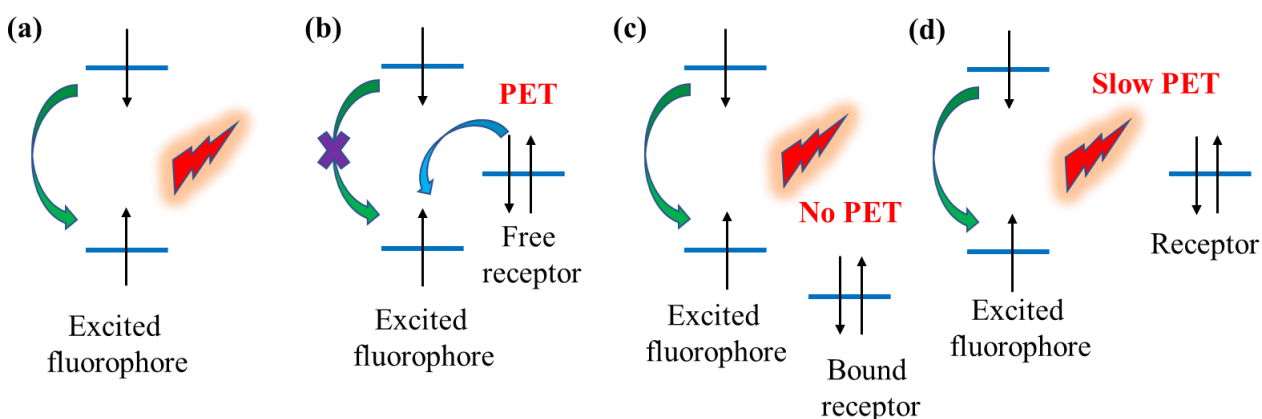 (a)
Excited
fluorophore
(b)
PET
Free
receptor
Excited
fluorophore
(c)
No PET
Excited
fluorophore
Bound
receptor
(d)
Slow PET
Receptor
Excited
fluorophore